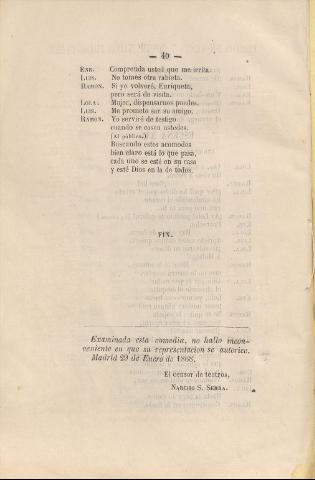 — 40 —
ENR. Comprenda usted que me irrita.
LUIS. No tomes otra rabieta.
RAMON. Si yo volveré, Enriqueta,
pero será de visita.
LOLA. Mujer, dispensarnos puedes.
LUIS. Me prometo ser su amigo.
RAMON. Yo serviré de testigo
cuando se casen ustedes.
(Al público.)
Buscando estos acomodos
bien claro está lo que pasa,
cada uno se esté en su casa
y esté Dios en la de todos.
FIN.
Examinada esta comedia, no hallo incon-
veniente en que su representacion se autorice.
Madrid 29 de Enero de 1868.
El censor de teatros,
NARCISO S. SERRA.